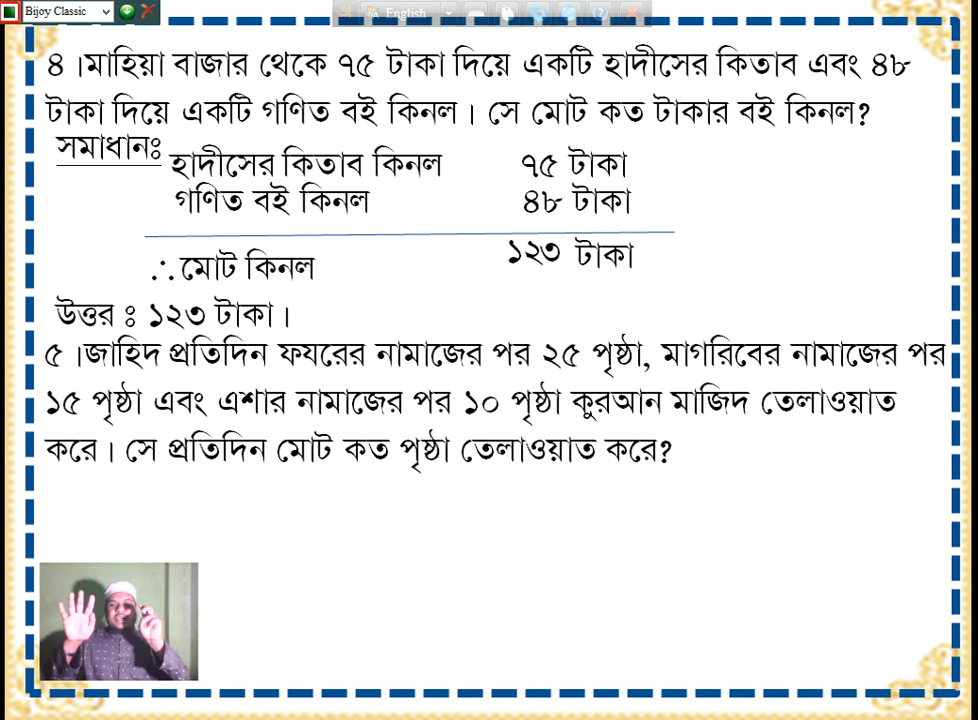 Bijoy Classic
English
৪।মাহিয়া বাজার থেকে ৭৫ টাকা দিয়ে একটি হাদীসের কিতাব এবং ৪৮
টাকা দিয়ে একটি গণিত বই কিনল। সে মোট কত টাকার বই কিনল?
সমাধানঃ
হাদীসের কিতাব কিনল ৭৫ টাকা
গণিত বই কিনল ৪৮ টাকা
∴মোট কিনল ১২৩ টাকা
উত্তর ঃ ১২৩ টাকা।
৫।জাহিদ প্রতিদিন ফযরের নামাজের পর ২৫ পৃষ্ঠা, মাগরিবের নামাজের পর
১৫ পৃষ্ঠা এবং এশার নামাজের পর ১০ পৃষ্ঠা কুরআন মাজিদ তেলাওয়াত
করে। সে প্রতিদিন মোট কত পৃষ্ঠা তেলাওয়াত করে?